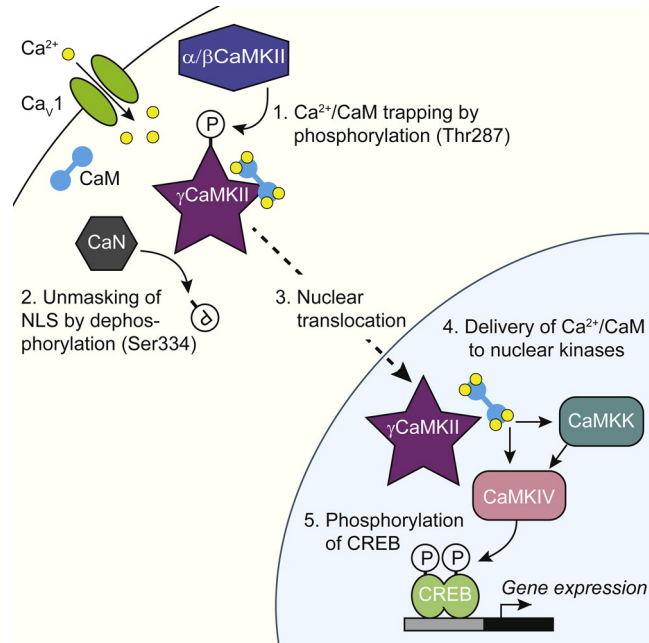 Ca²⁺
α/βCaMKII
Caᵥ1
1. Ca²⁺/CaM trapping by
phosphorylation (Thr287)
P
CaM
γCaMKII
CaN
2. Unmasking of
NLS by dephos-
phorylation (Ser334)
P
3. Nuclear
translocation
4. Delivery of Ca²⁺/CaM
to nuclear kinases
γCaMKII
CaMKK
CaMKIV
5. Phosphorylation
of CREB
P P
CREB
Gene expression